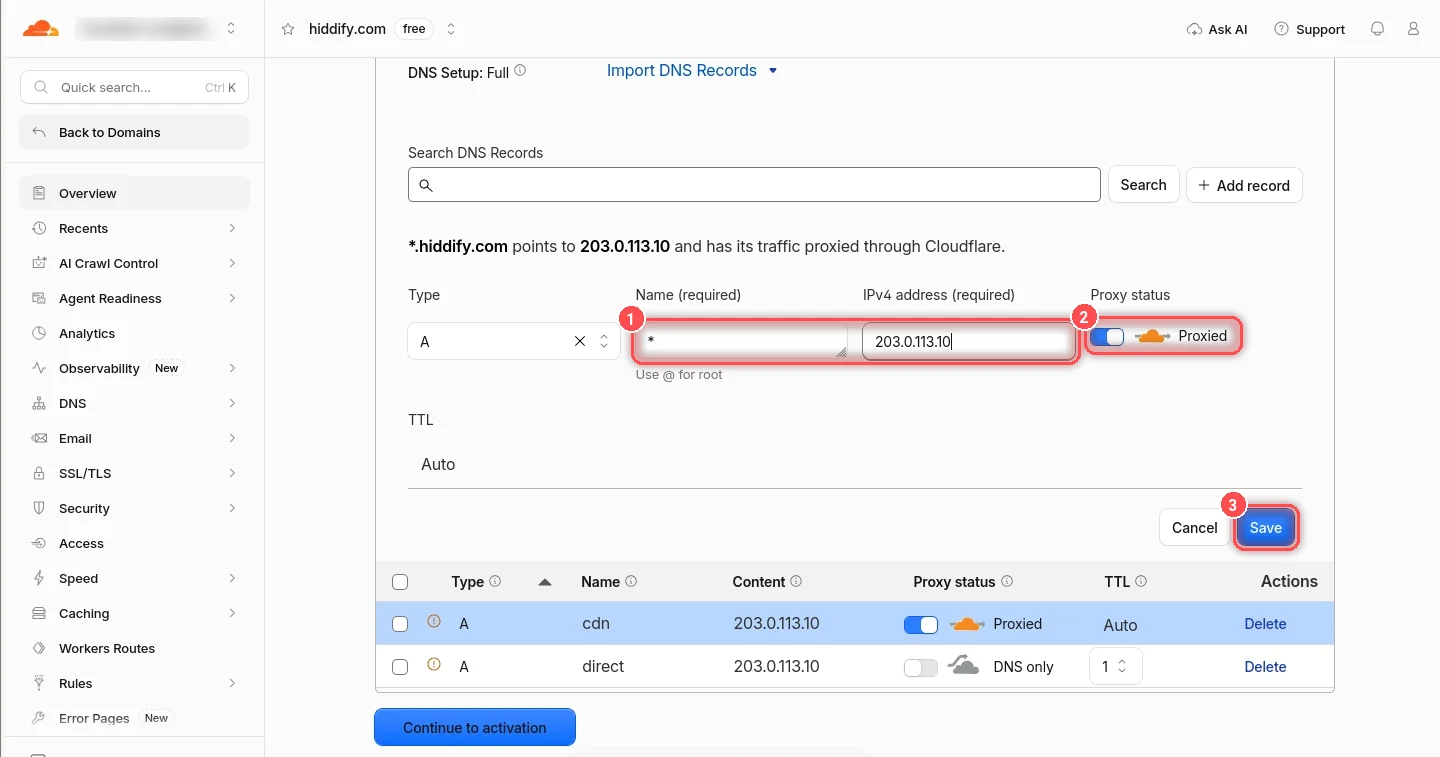 hiddify.com free
Ask AI
Support
Quick search... Ctrl K
Back to Domains
Overview
Recents
AI Crawl Control
Agent Readiness
Analytics
Observability New
DNS
Email
SSL/TLS
Security
Access
Speed
Caching
Workers Routes
Rules
Error Pages New
DNS Setup: Full
Import DNS Records
Search DNS Records
Search
+ Add record
*.hiddify.com points to 203.0.113.10 and has its traffic proxied through Cloudflare.
Type Name (required) IPv4 address (required) Proxy status
1 2
A * 203.0.113.10 Proxied
Use @ for root
TTL
Auto
3
Cancel Save
Type Name Content Proxy status TTL Actions
A cdn 203.0.113.10 Proxied Auto Delete
A direct 203.0.113.10 DNS only 1 Delete
Continue to activation